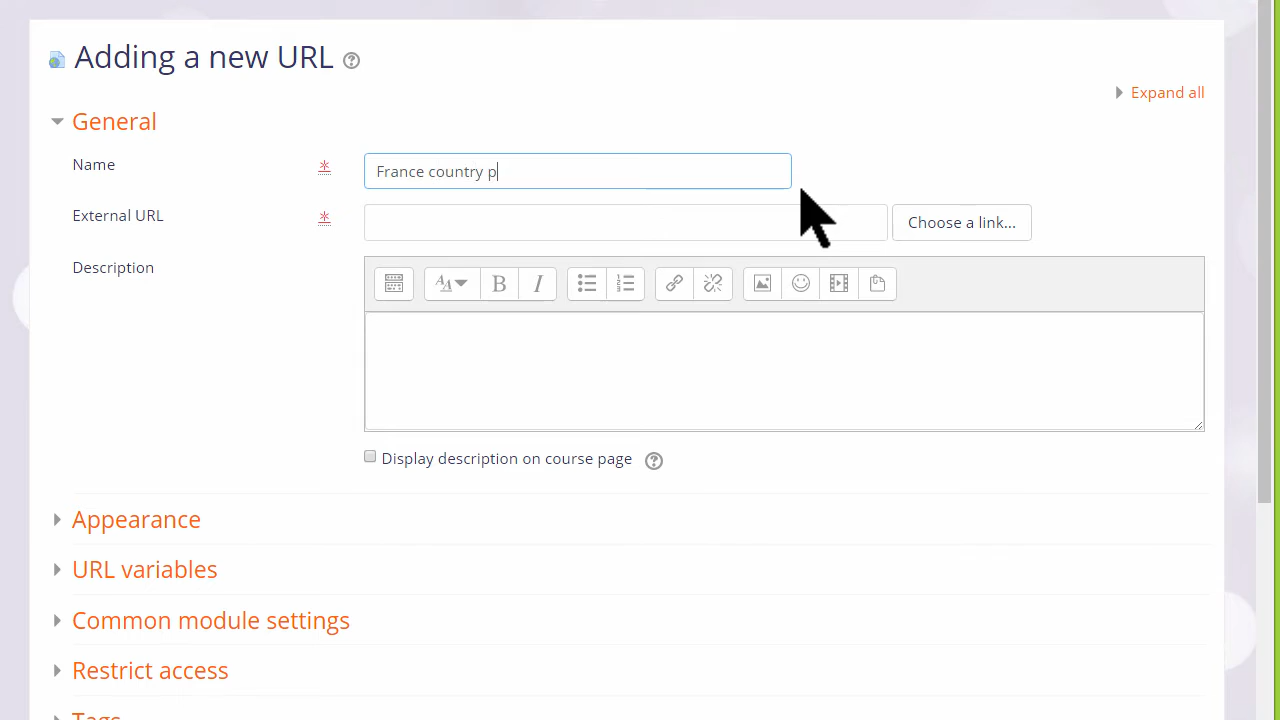 Adding a new URL
Expand all
General
Name
France country p
External URL
Choose a link...
Description
Display description on course page
Appearance
URL variables
Common module settings
Restrict access
Tags